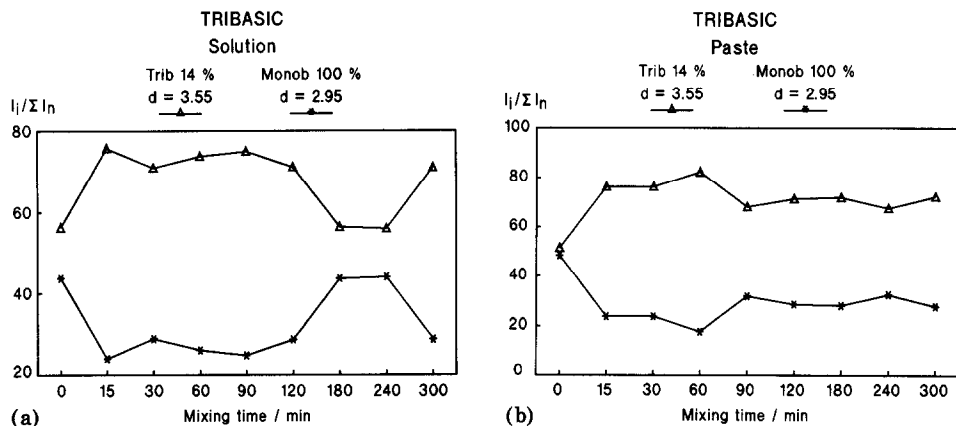 TRIBASIC
Solution
Trib 14 % Monob 100 %
d = 3.55 d = 2.95
Ii/Σ In
80
60
40
20
0 15 30 60 90 120 180 240 300
(a) Mixing time / min
TRIBASIC
Paste
Trib 14 % Monob 100 %
d = 3.55 d = 2.95
Ii/Σ In
100
80
60
40
20
0
0 15 30 60 90 120 180 240 300
(b) Mixing time / min